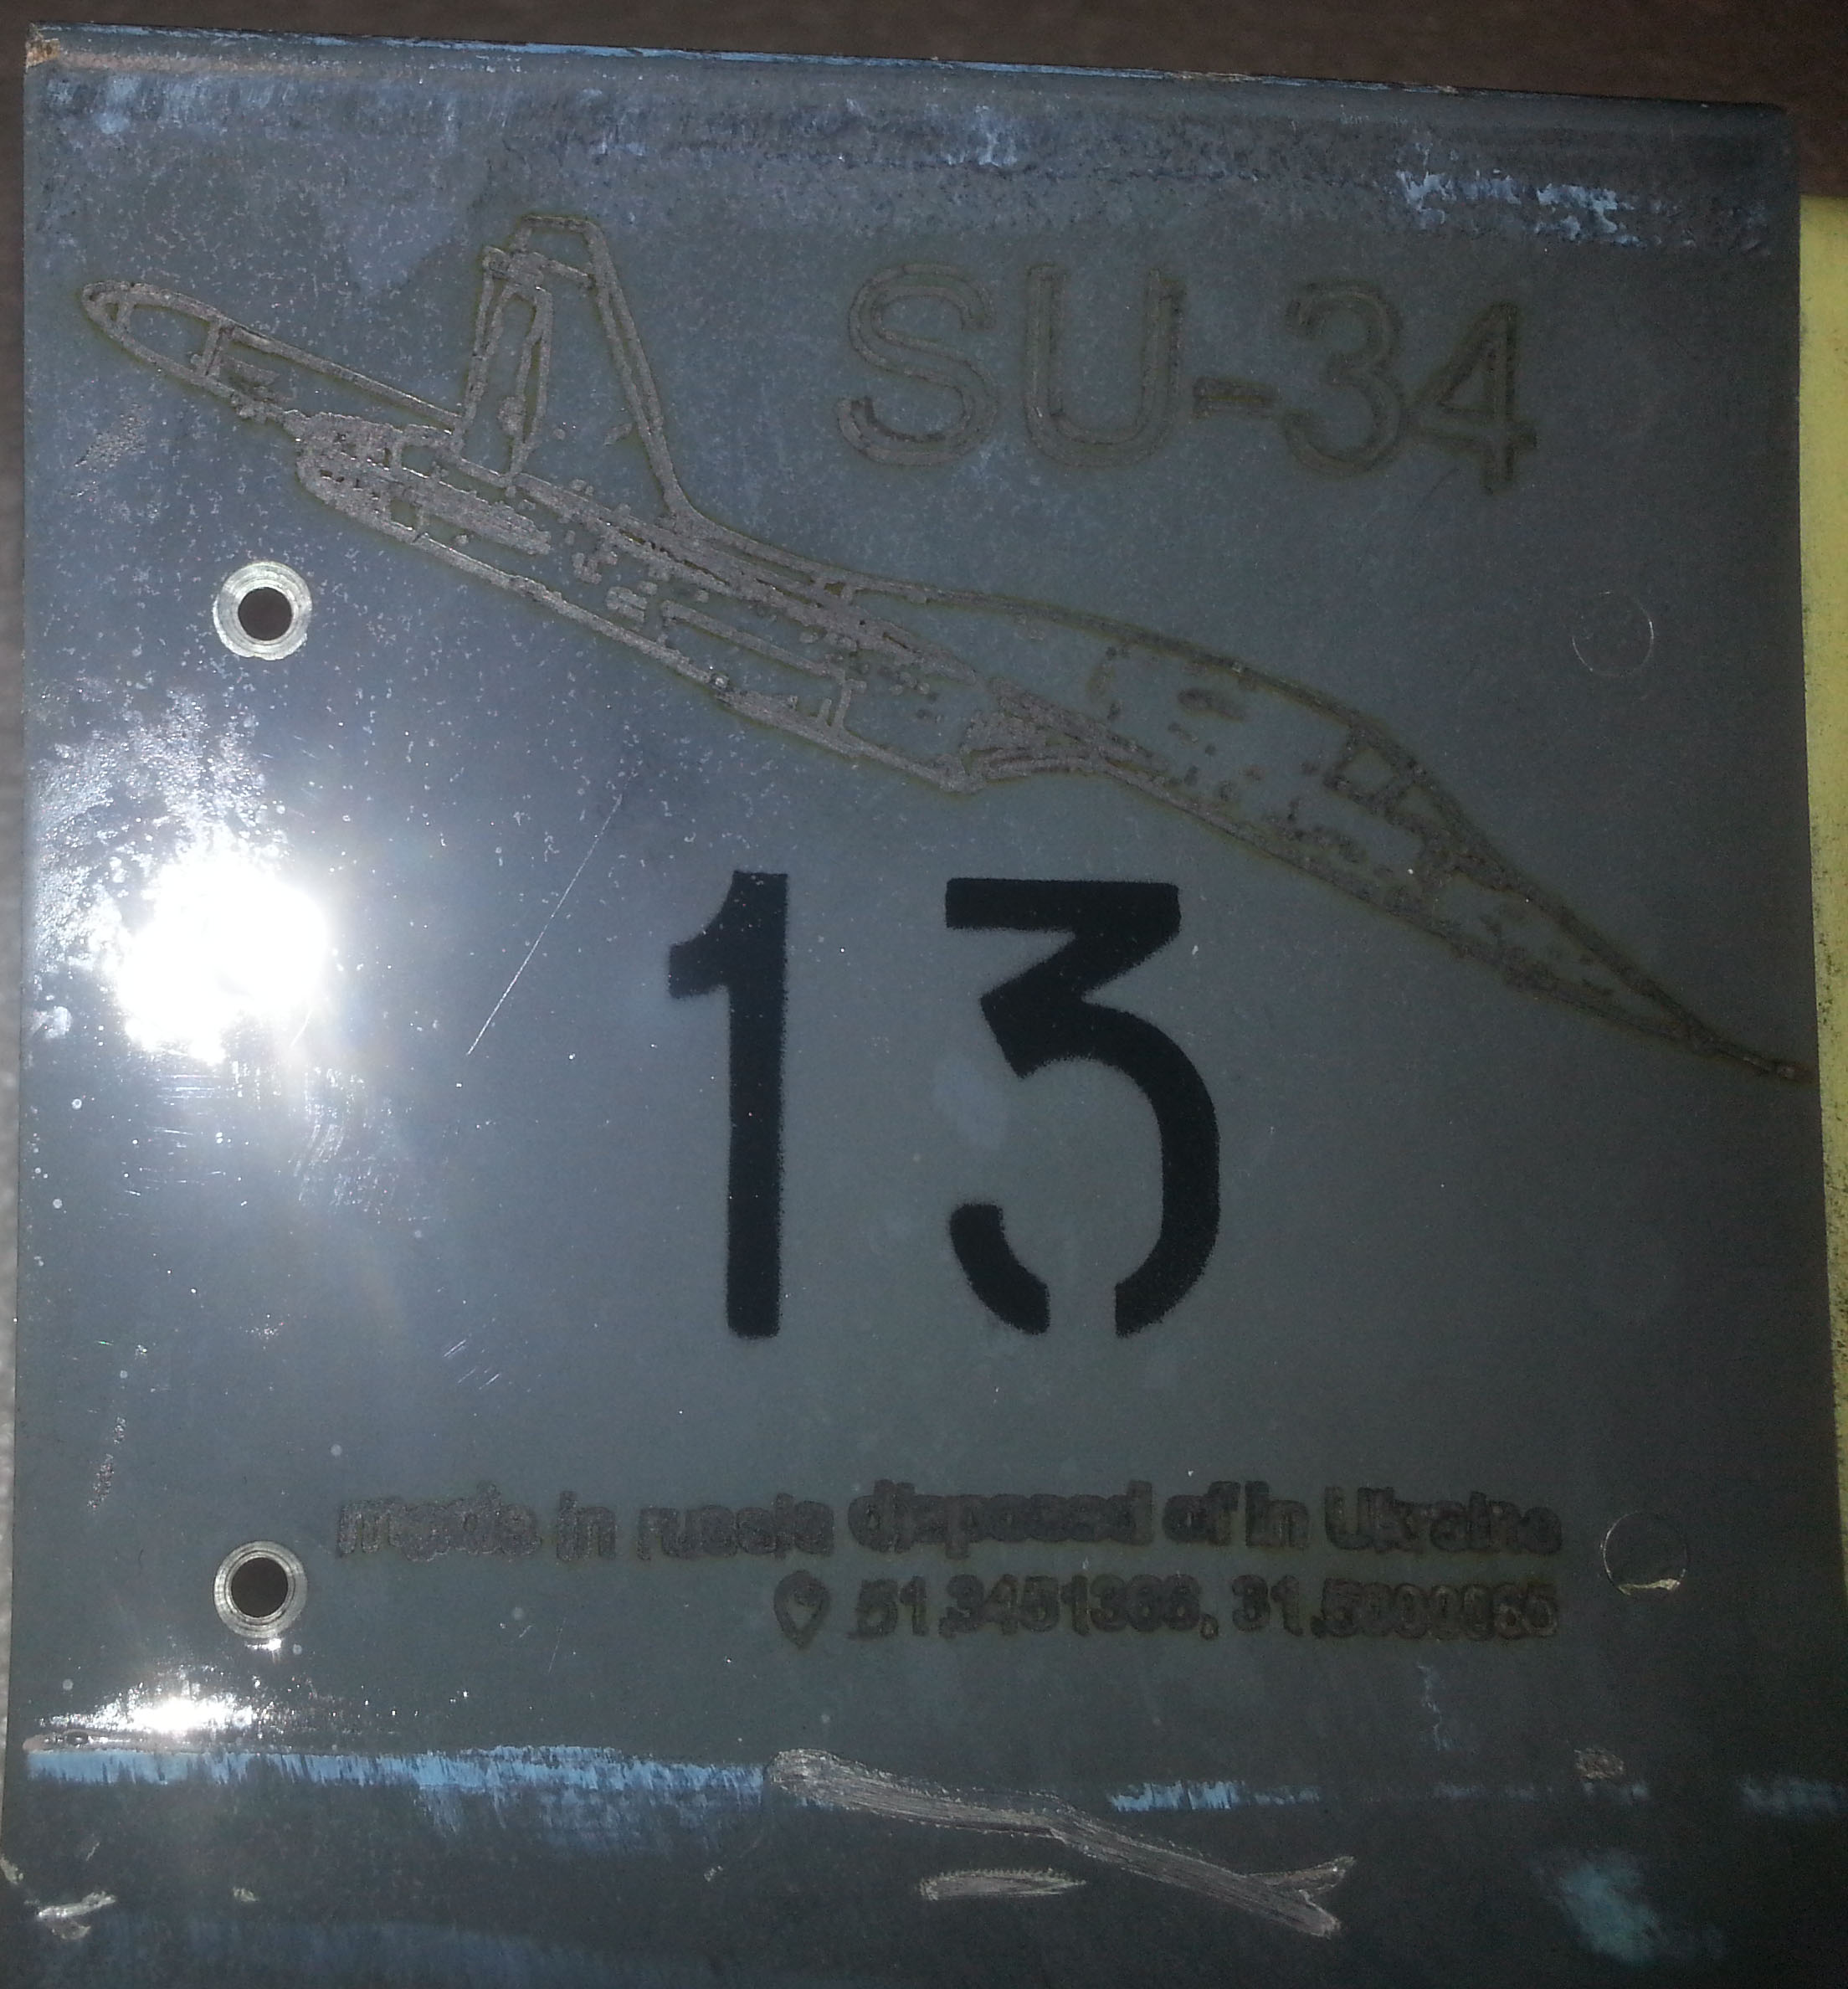 SU-34
13
made in russia disposed of in Ukraine